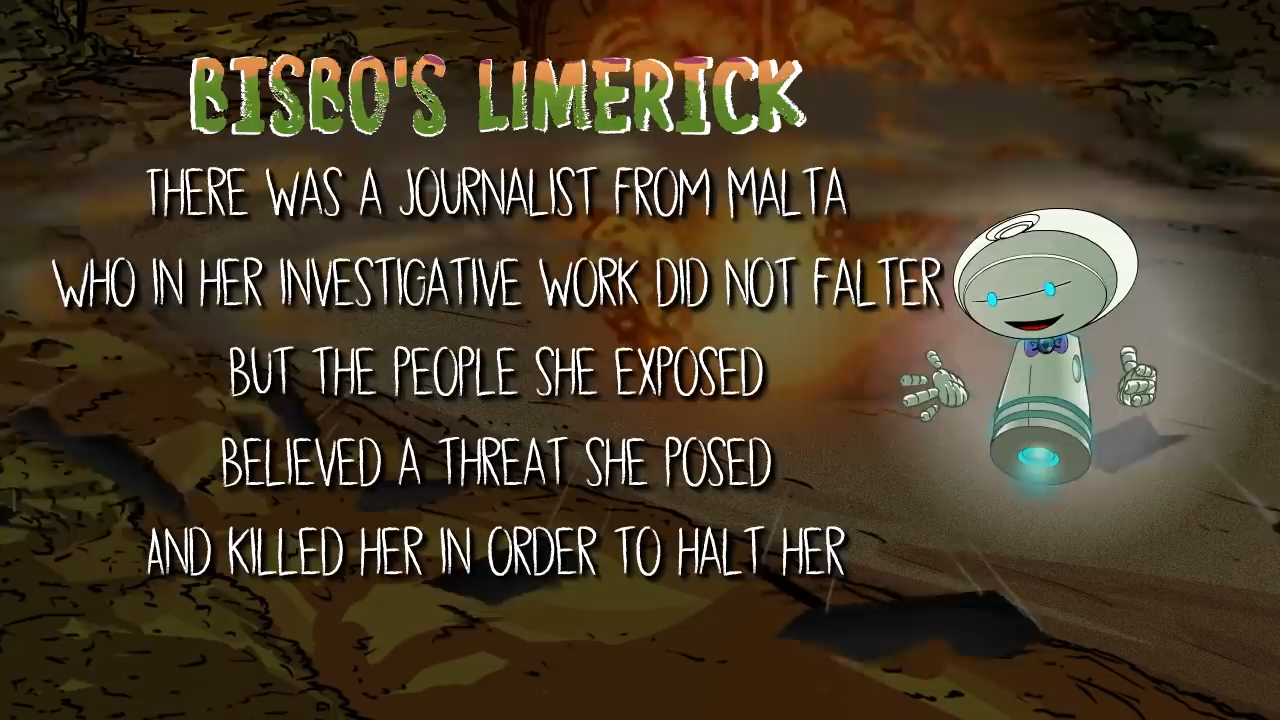 BISBO'S LIMERICK
THERE WAS A JOURNALIST FROM MALTA
WHO IN HER INVESTIGATIVE WORK DID NOT FALTER
BUT THE PEOPLE SHE EXPOSED
BELIEVED A THREAT SHE POSED
AND KILLED HER IN ORDER TO HALT HER